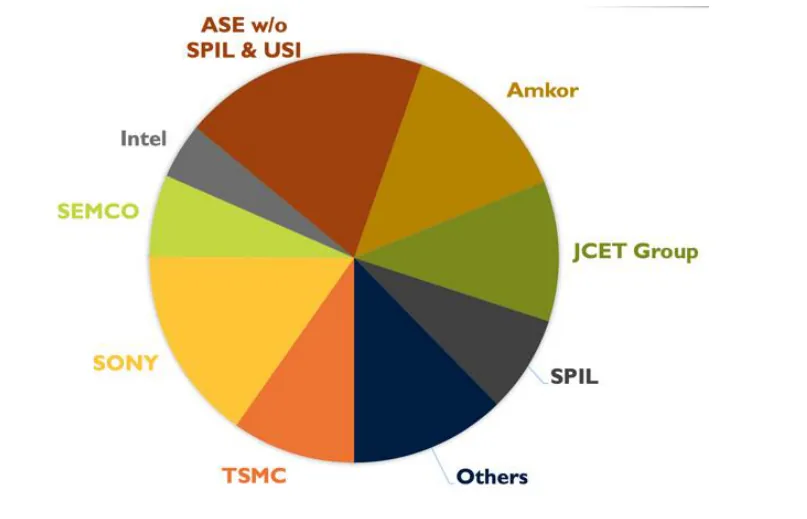 ASE w/o
SPIL & USI
Amkor
Intel
SEMCO
JCET Group
SONY
SPIL
TSMC
Others